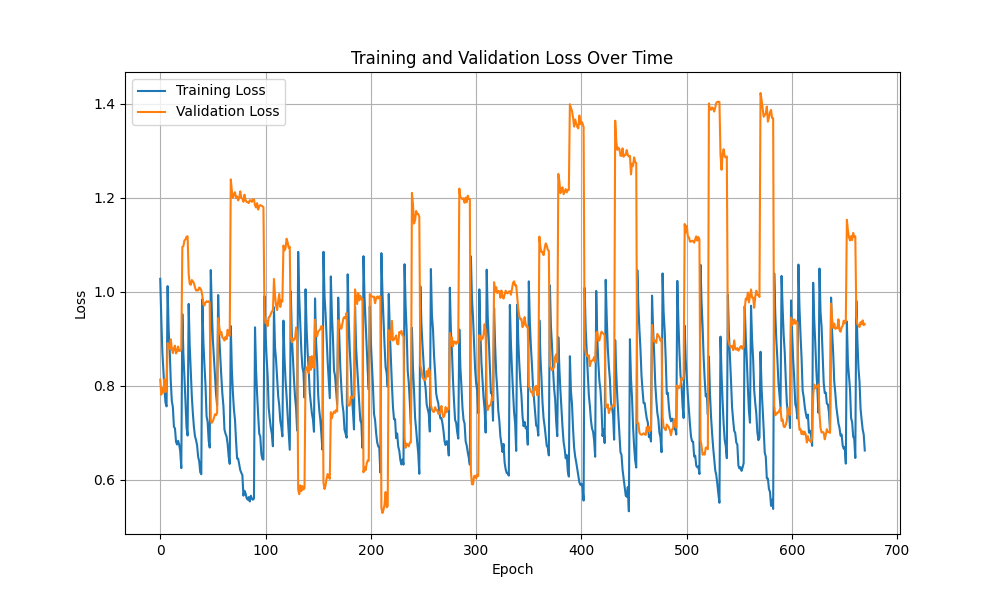 Training and Validation Loss Over Time
Training Loss
Validation Loss
Loss
1.4
1.2
1.0
0.8
0.6
0 100 200 300 400 500 600 700
Epoch